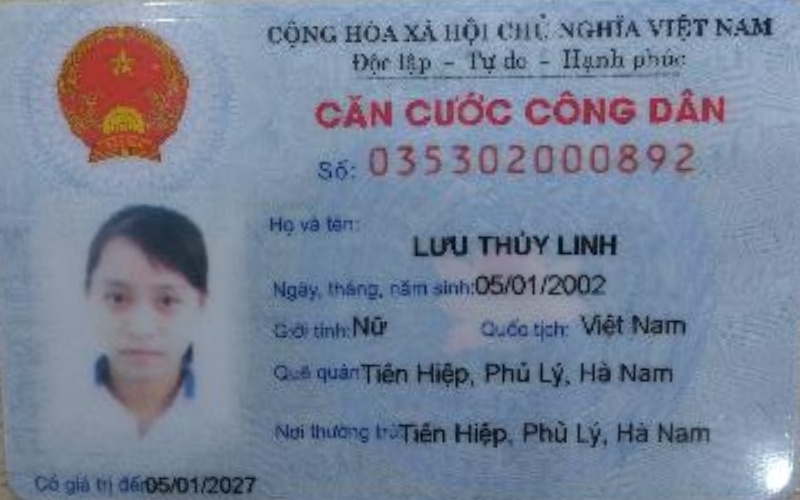 CỘNG HÒA XÃ HỘI CHỦ NGHĨA VIỆT NAM
Độc lập - Tự do - Hạnh phúc
CĂN CƯỚC CÔNG DÂN
Số: 035302000892
Họ và tên:
LƯU THÙY LINH
Ngày, tháng, năm sinh: 05/01/2002
Giới tính: Nữ Quốc tịch: Việt Nam
Quê quán: Tiên Hiệp, Phủ Lý, Hà Nam
Nơi thường trú: Tiên Hiệp, Phủ Lý, Hà Nam
Có giá trị đến: 05/01/2027